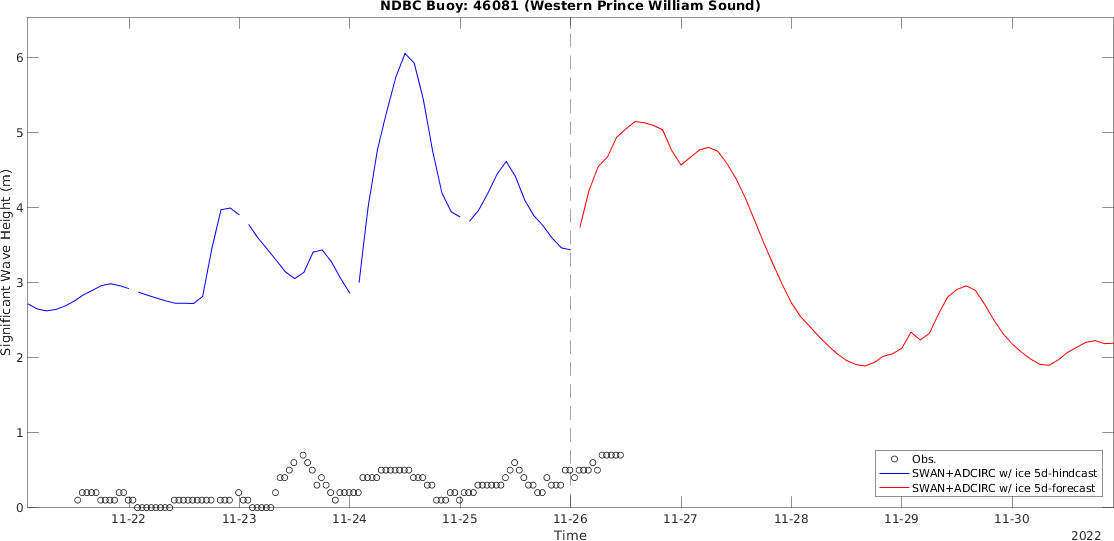 NDBC Buoy: 46081 (Western Prince William Sound)
Significant Wave Height (m)
6
5
4
3
2
1
0
Obs.
SWAN+ADCIRC w/ ice 5d-hindcast
SWAN+ADCIRC w/ ice 5d-forecast
11-22 11-23 11-24 11-25 11-26 11-27 11-28 11-29 11-30
Time
2022